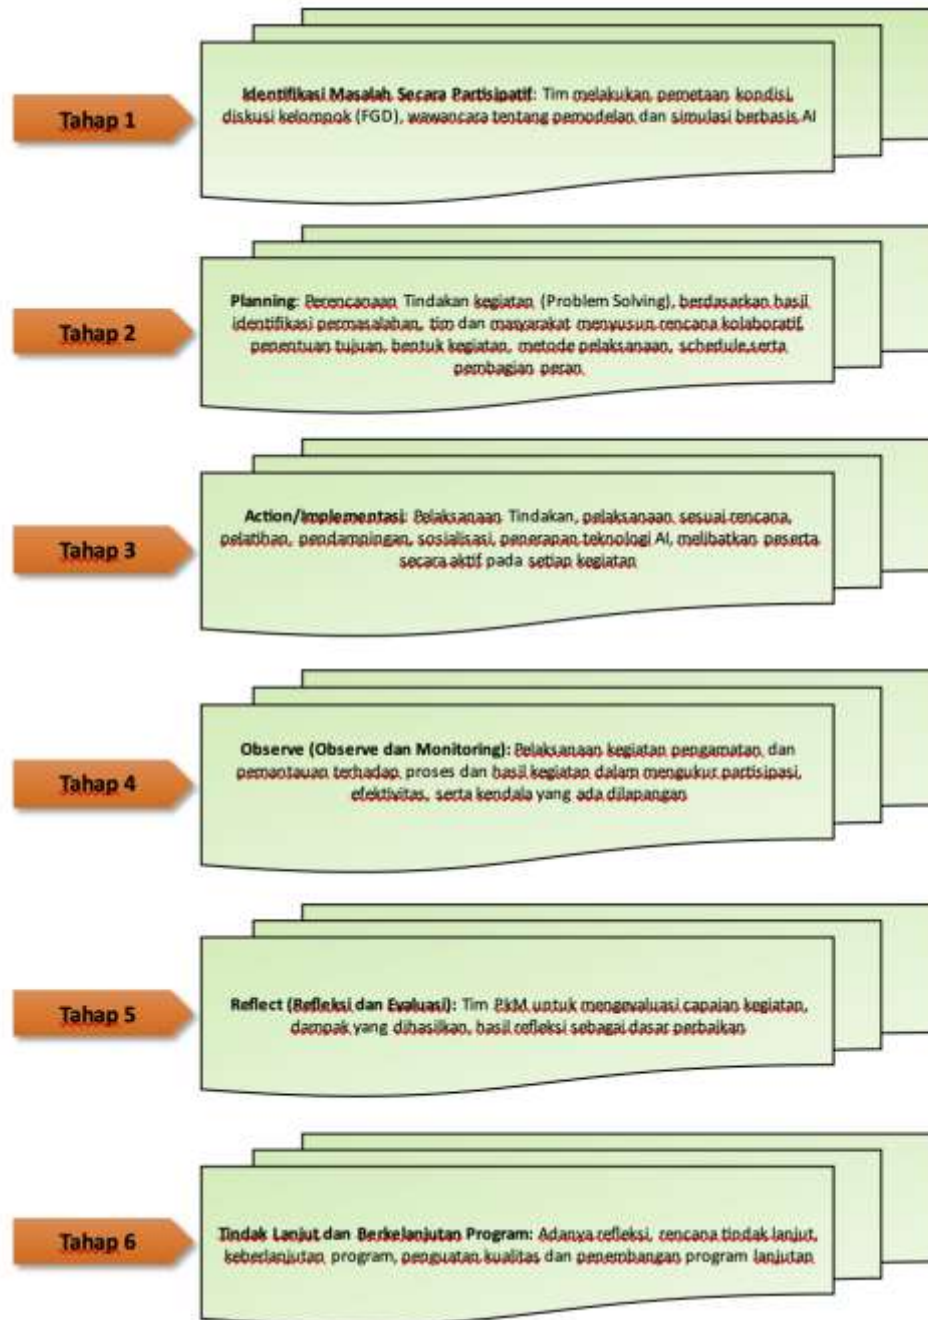 Tahap 1
Identifikasi Masalah Secara Partisipatif: Tim melakukan pemetaan kondisi,
diskusi kelompok (FGD), wawancara tentang pemodelan dan simulasi berbasis AI
Tahap 2
Planning: Perencanaan Tindakan kegiatan (Problem Solving), berdasarkan hasil
identifikasi permasalahan, tim dan masyarakat menyusun rencana kolaboratif,
penentuan tujuan, bentuk kegiatan, metode pelaksanaan, schedule,serta
pembagian peran
Tahap 3
Action/Implementasi: Pelaksanaan Tindakan, pelaksanaan sesuai rencana,
pelatihan, pendampingan, sosialisasi, penerapan teknologi AI, melibatkan peserta
secara aktif pada setiap kegiatan
Tahap 4
Observe (Observe dan Monitoring): Pelaksanaan kegiatan pengamatan dan
pemantauan terhadap proses dan hasil kegiatan dalam mengukur partisipasi,
efektivitas, serta kendala yang ada dilapangan
Tahap 5
Reflect (Refleksi dan Evaluasi): Tim PkM untuk mengevaluasi capaian kegiatan,
dampak yang dihasilkan, hasil refleksi sebagai dasar perbaikan
Tahap 6
Tindak Lanjut dan Berkelanjutan Program: Adanya refleksi, rencana tindak lanjut,
keberlanjutan program, penguatan kualitas dan penembangan program lanjutan